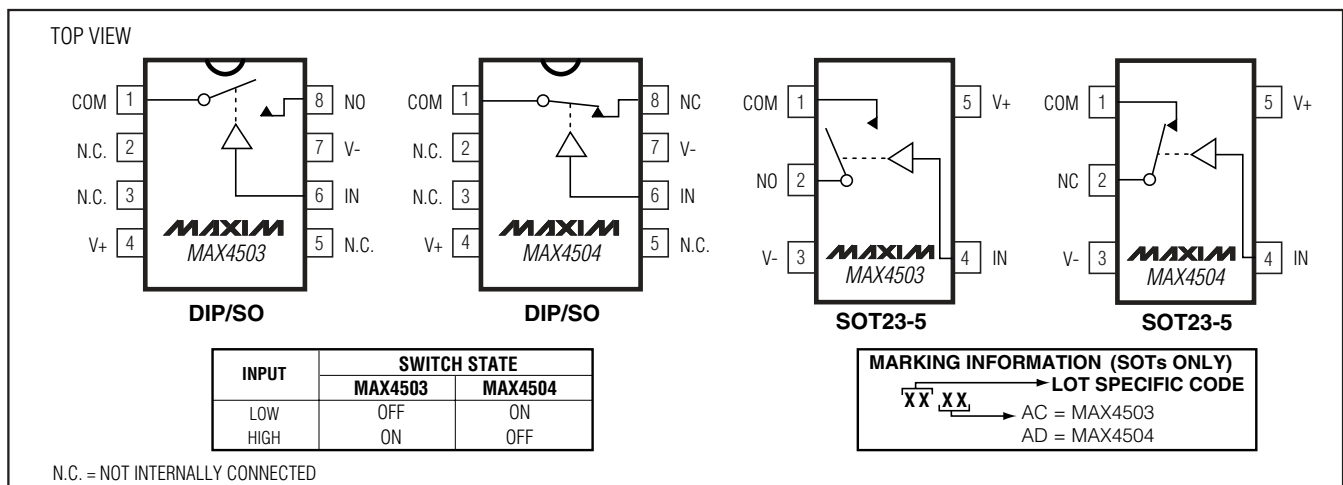 TOP VIEW
COM 1
N.C. 2
N.C. 3
V+ 4
8 NO
7 V-
6 IN
5 N.C.
MAXIM
MAX4503
DIP/SO
COM 1
N.C. 2
N.C. 3
V+ 4
8 NC
7 V-
6 IN
5 N.C.
MAXIM
MAX4504
DIP/SO
COM 1
NO 2
V- 3
5 V+
4 IN
MAXIM
MAX4503
SOT23-5
COM 1
NC 2
V- 3
5 V+
4 IN
MAXIM
MAX4504
SOT23-5
INPUT SWITCH STATE
MAX4503 MAX4504
LOW OFF ON
HIGH ON OFF
MARKING INFORMATION (SOTs ONLY)
LOT SPECIFIC CODE
XX XX
AC = MAX4503
AD = MAX4504
N.C. = NOT INTERNALLY CONNECTED